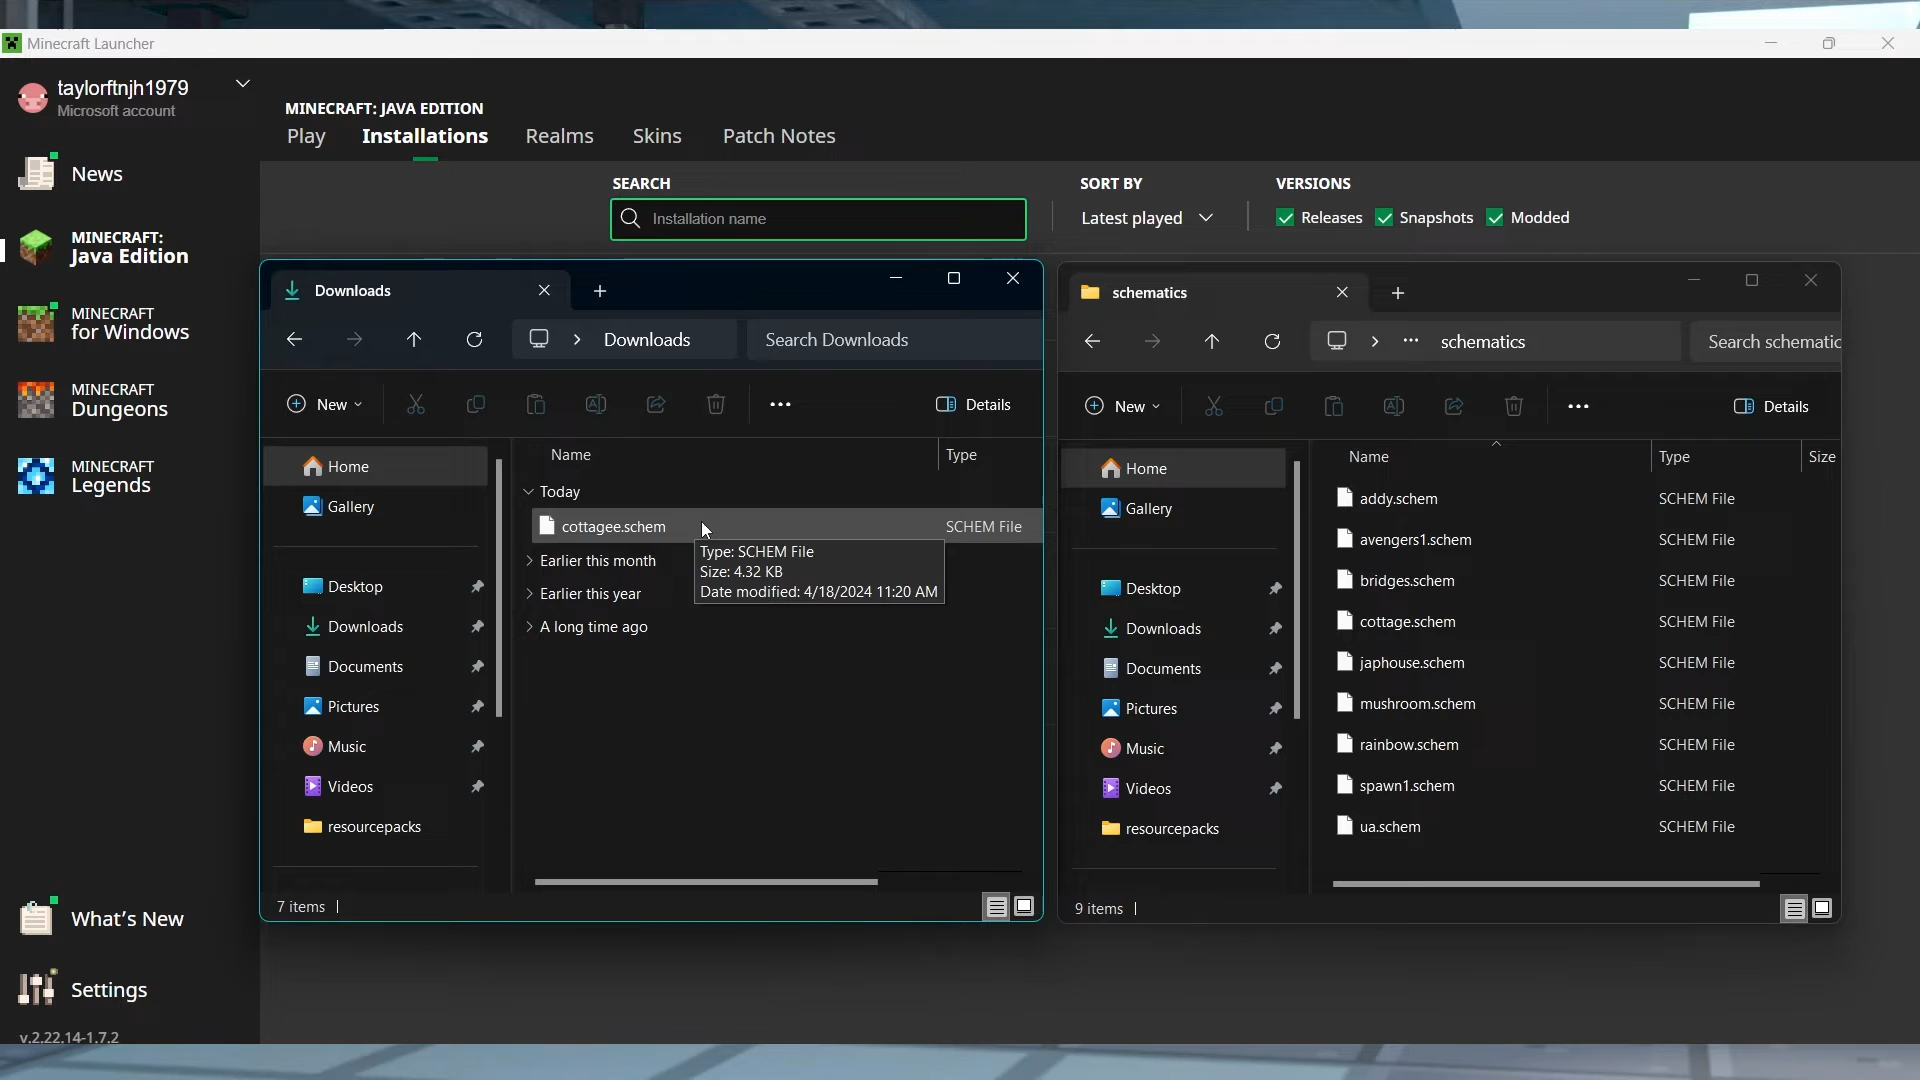 Minecraft Launcher
taylorftnjh1979
Microsoft account
News
MINECRAFT:
Java Edition
MINECRAFT
for Windows
MINECRAFT
Dungeons
MINECRAFT
Legends
What's New
Settings
v.2.22.14-1.7.2
MINECRAFT: JAVA EDITION
Play Installations Realms Skins Patch Notes
SEARCH
Installation name
SORT BY
Latest played
VERSIONS
Releases Snapshots Modded
Downloads
Downloads
Search Downloads
New
Details
Home
Gallery
Desktop
Downloads
Documents
Pictures
Music
Videos
resourcepacks
Name Type
Today
cottagee.schem SCHEM File
Type: SCHEM File
Size: 4.32 KB
Date modified: 4/18/2024 11:20 AM
Earlier this month
Earlier this year
A long time ago
7 items
schematics
schematics
Search schematic
New
Details
Home
Gallery
Desktop
Downloads
Documents
Pictures
Music
Videos
resourcepacks
Name Type Size
addy.schem SCHEM File
avengers1.schem SCHEM File
bridges.schem SCHEM File
cottage.schem SCHEM File
japhouse.schem SCHEM File
mushroom.schem SCHEM File
rainbow.schem SCHEM File
spawn1.schem SCHEM File
ua.schem SCHEM File
9 items